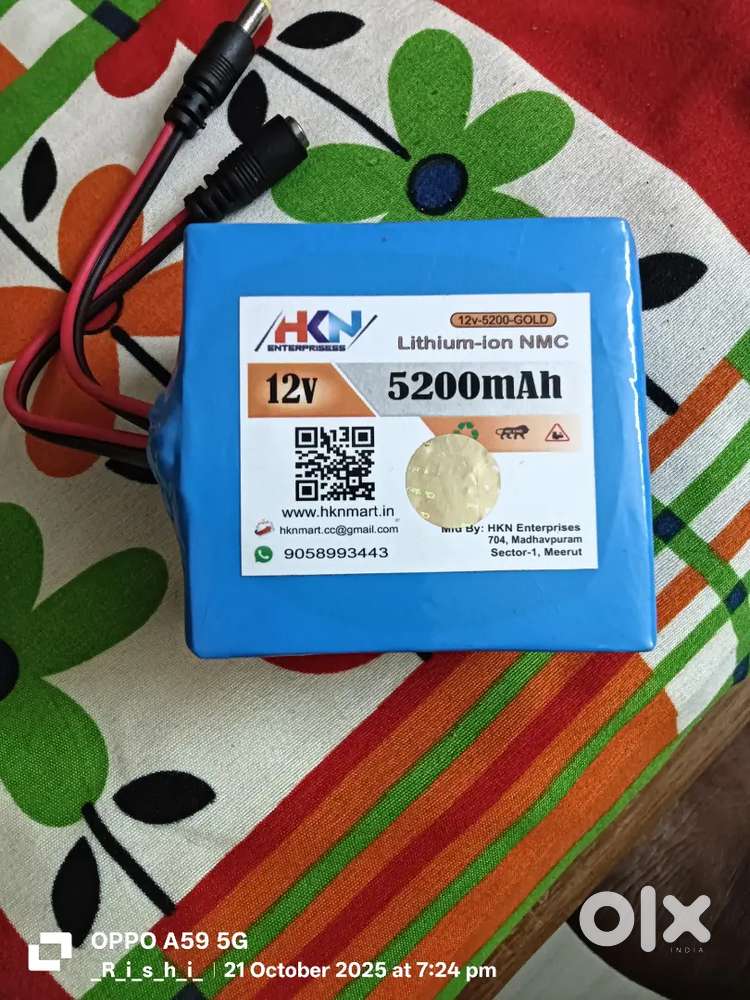 HKN
ENTERPRISESS
12v-5200-GOLD
Lithium-ion NMC
12v
5200mAh
www.hknmart.in
hknmart.cc@gmail.com
9058993443
Mfd By: HKN Enterprises
704, Madhavpuram
Sector-1, Meerut
olx
INDIA
OPPO A59 5G
_R_i_s_h_i_ | 21 October 2025 at 7:24 pm